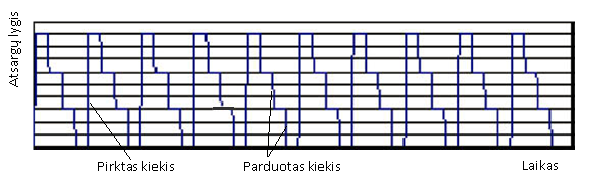 Atsargų lygis
Pirktas kiekis
Parduotas kiekis
Laikas